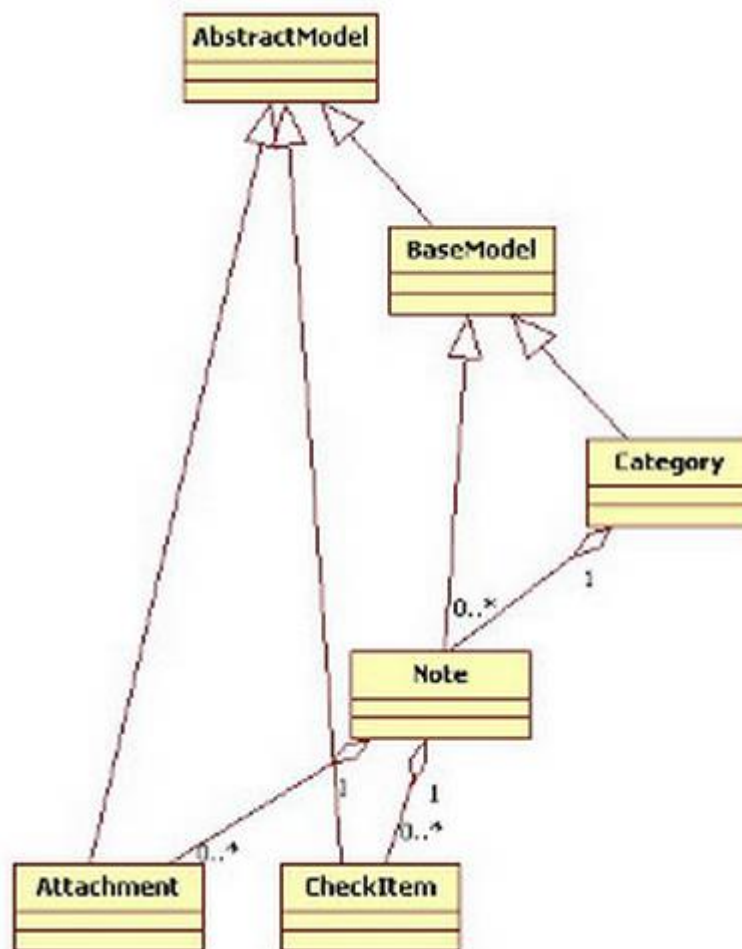 AbstractModel
BaseModel
Category
1
0..*
Note
1
1
0..*
0..*
Attachment
CheckItem